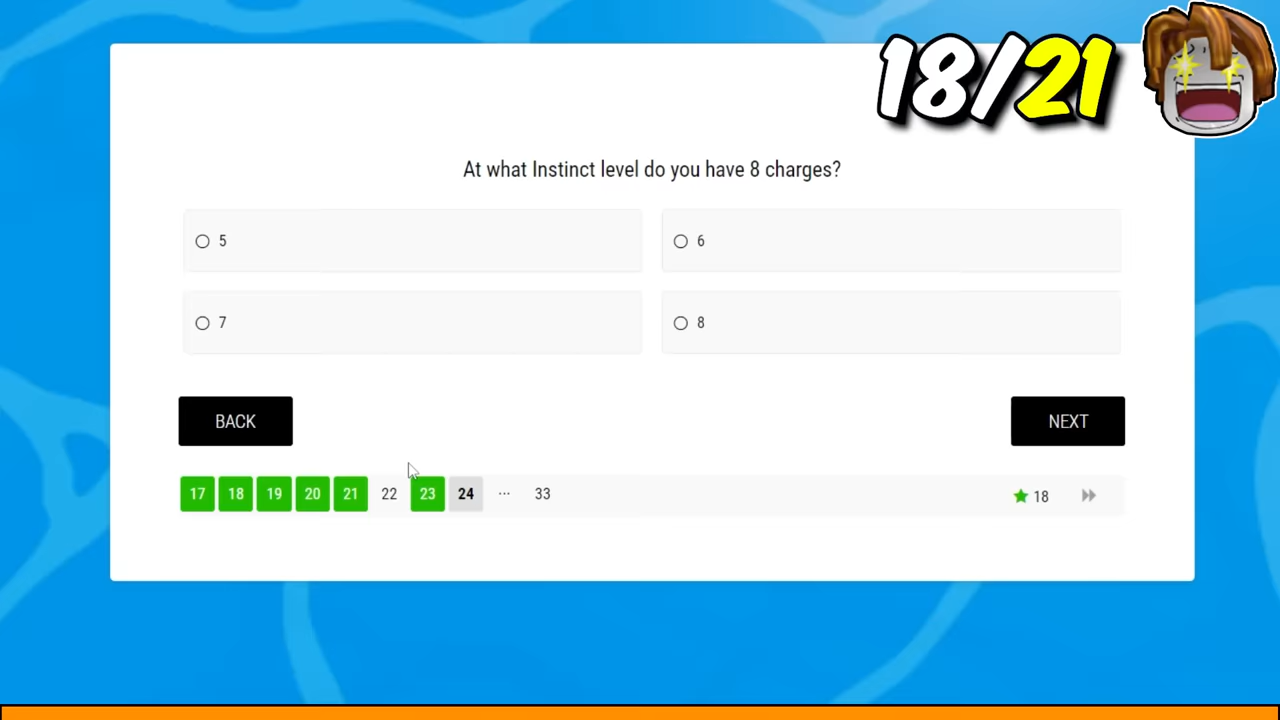 18/21
At what Instinct level do you have 8 charges?
5
6
7
8
BACK
NEXT
17 18 19 20 21 22 23 24 ... 33
18